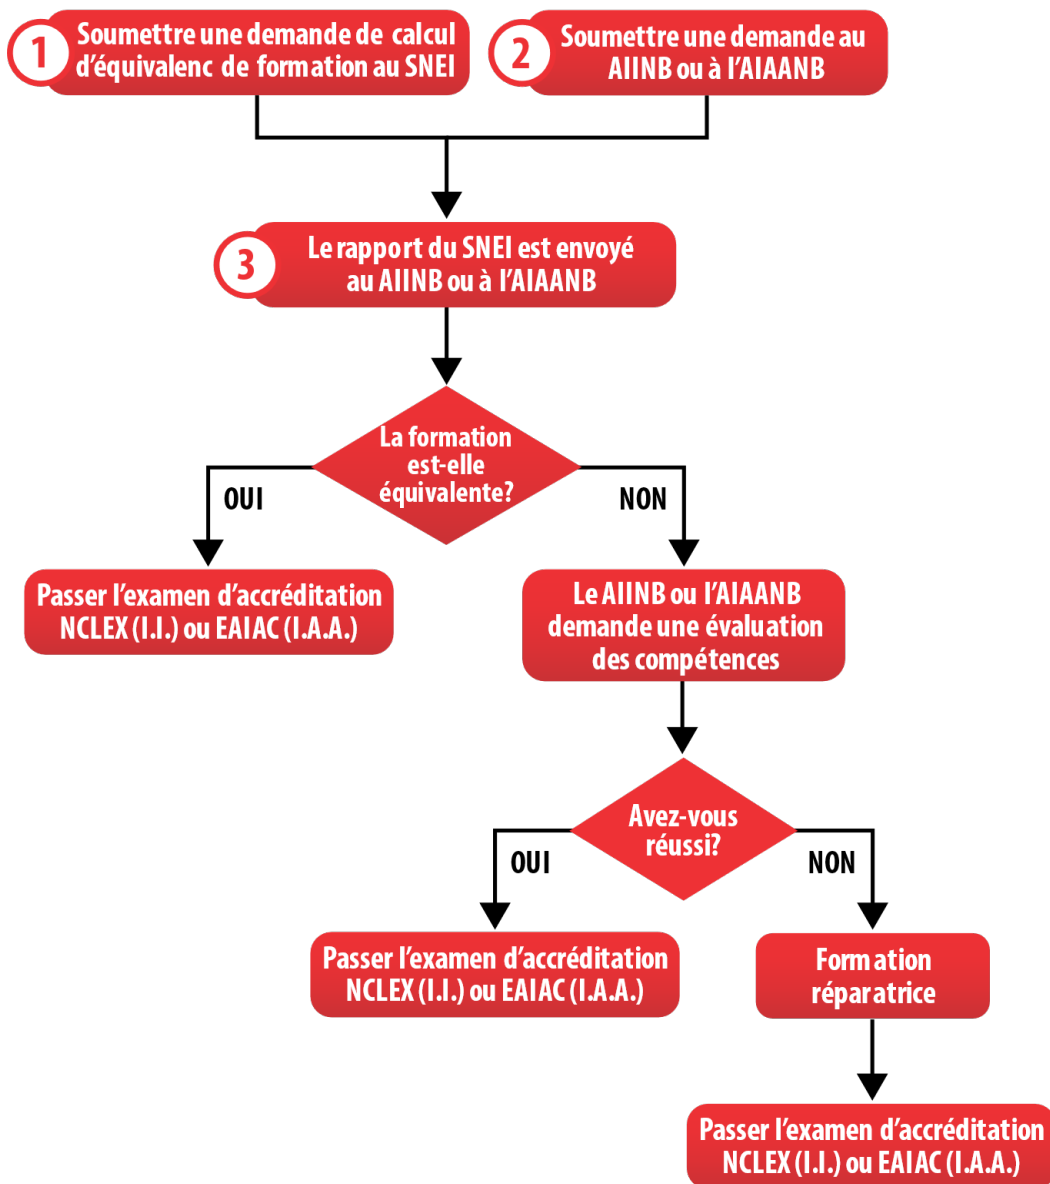 1
Soumettre une demande de calcul
d'équivalenc de formation au SNEI
2
Soumettre une demande au
AIINB ou à l'AIAANB
3
Le rapport du SNEI est envoyé
au AIINB ou à l'AIAANB
La formation
est-elle
équivalente?
OUI
NON
Passer l'examen d'accréditation
NCLEX (I.I.) ou EAIAC (I.A.A.)
Le AIINB ou l'AIAANB
demande une évaluation
des compétences
Avez-vous
réussi?
OUI
NON
Passer l'examen d'accréditation
NCLEX (I.I.) ou EAIAC (I.A.A.)
Formation
réparatrice
Passer l'examen d'accréditation
NCLEX (I.I.) ou EAIAC (I.A.A.)